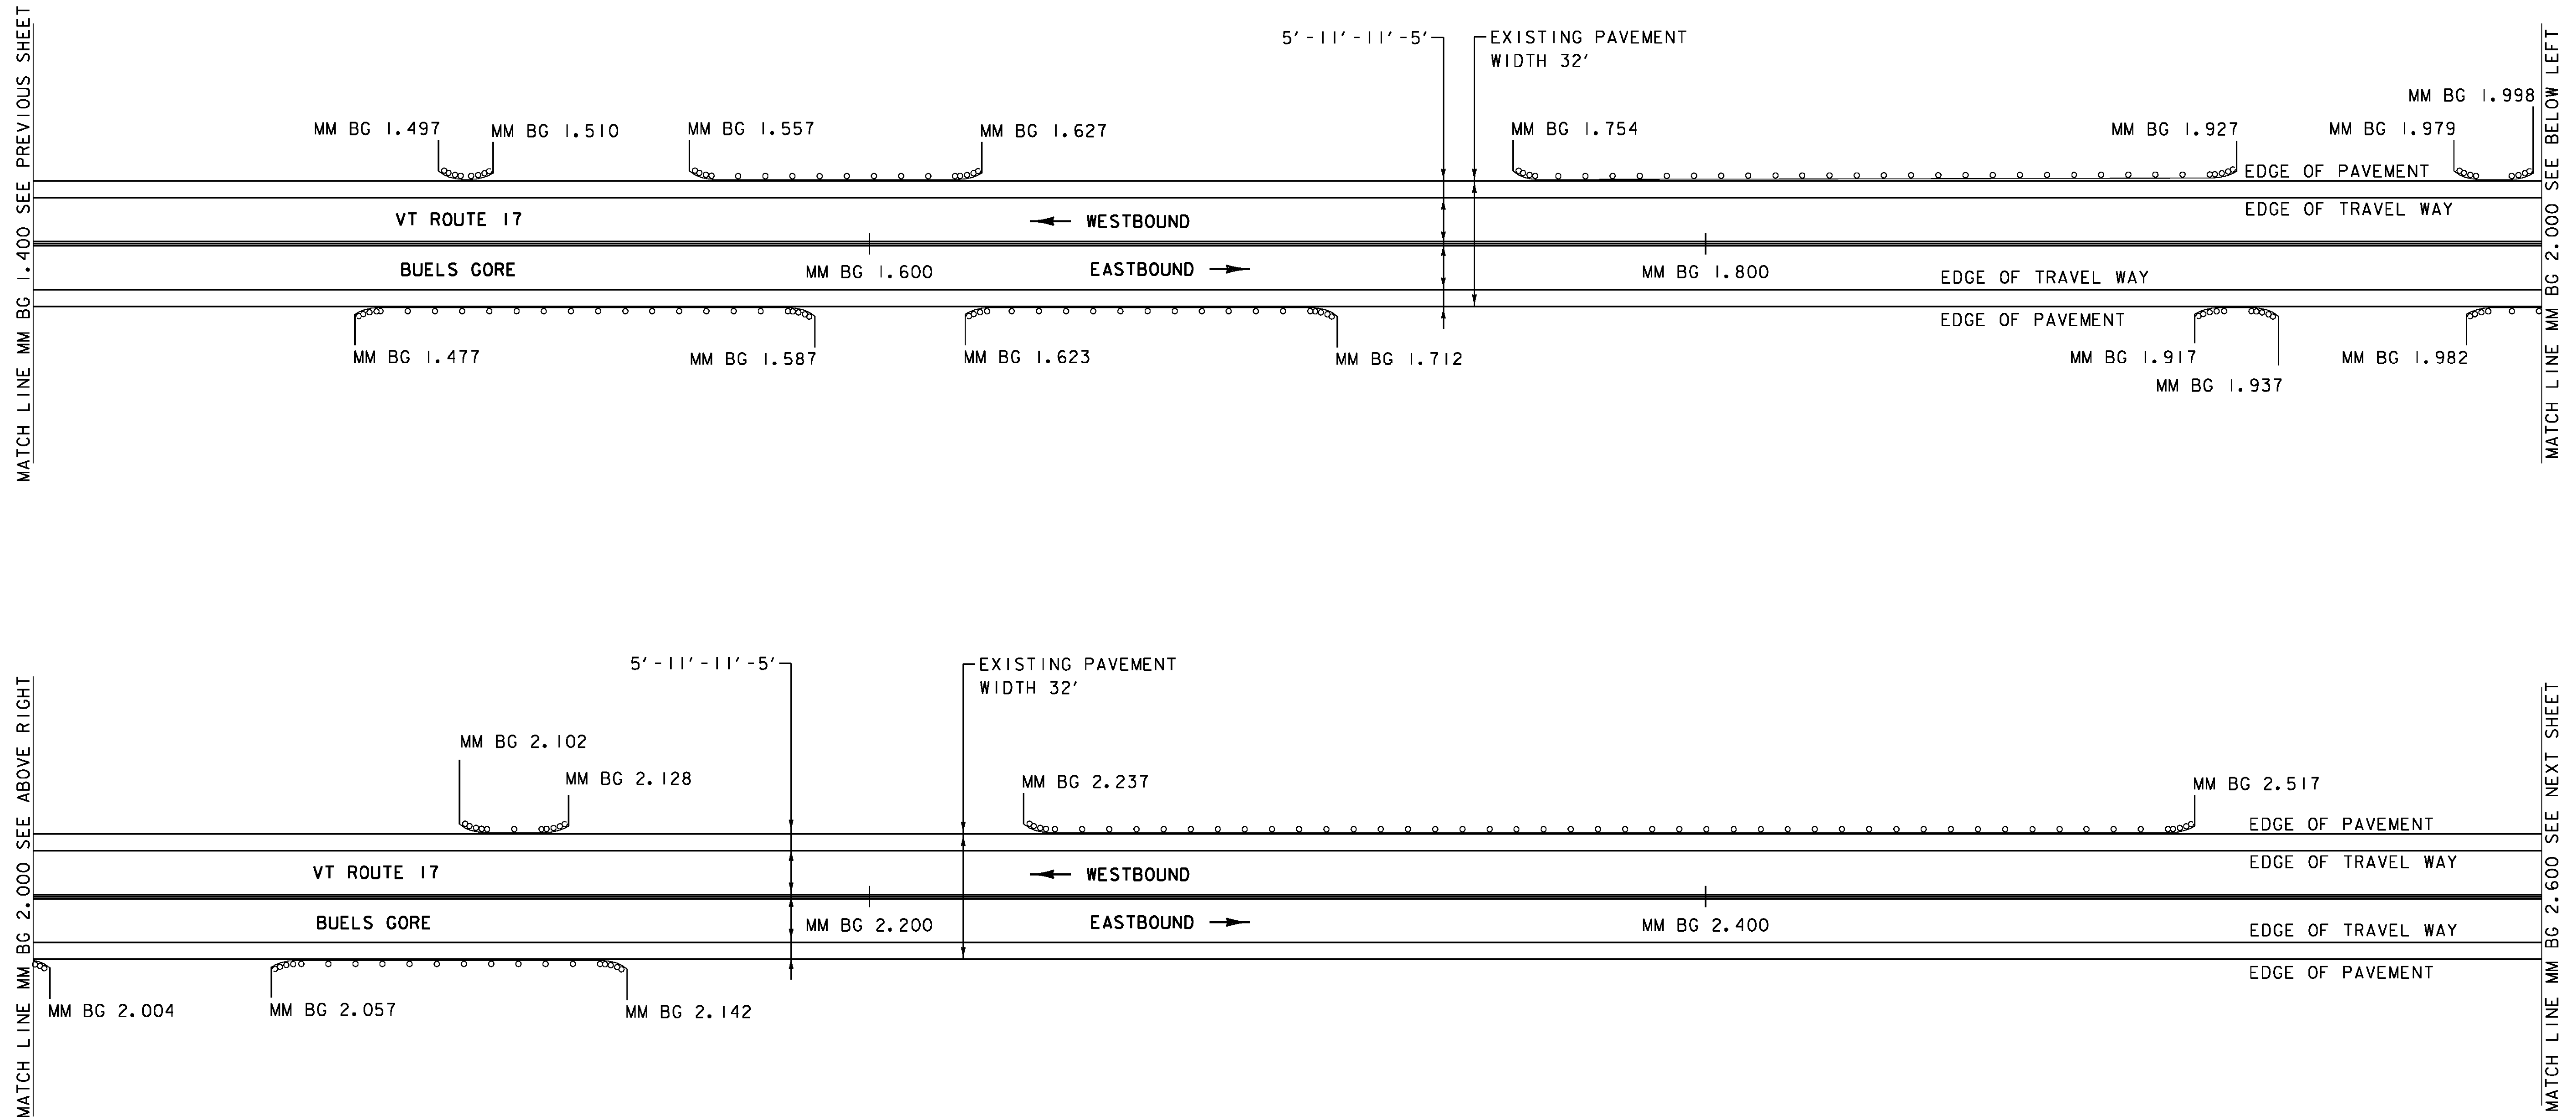 MATCH LINE MM BG 1.400 SEE PREVIOUS SHEET
5'-11'-11'-5'
EXISTING PAVEMENT
WIDTH 32'
MM BG 1.998
MM BG 1.497
MM BG 1.510
MM BG 1.557
MM BG 1.627
MM BG 1.754
MM BG 1.927
MM BG 1.979
EDGE OF PAVEMENT
EDGE OF TRAVEL WAY
VT ROUTE 17
WESTBOUND
BUELS GORE
MM BG 1.600
EASTBOUND
MM BG 1.800
EDGE OF TRAVEL WAY
EDGE OF PAVEMENT
MM BG 1.477
MM BG 1.587
MM BG 1.623
MM BG 1.712
MM BG 1.917
MM BG 1.982
MM BG 1.937
MATCH LINE MM BG 2.000 SEE BELOW LEFT
MATCH LINE MM BG 2.000 SEE ABOVE RIGHT
5'-11'-11'-5'
EXISTING PAVEMENT
WIDTH 32'
MM BG 2.102
MM BG 2.128
MM BG 2.237
MM BG 2.517
EDGE OF PAVEMENT
EDGE OF TRAVEL WAY
VT ROUTE 17
WESTBOUND
BUELS GORE
MM BG 2.200
EASTBOUND
MM BG 2.400
EDGE OF TRAVEL WAY
EDGE OF PAVEMENT
MM BG 2.004
MM BG 2.057
MM BG 2.142
MATCH LINE MM BG 2.600 SEE NEXT SHEET